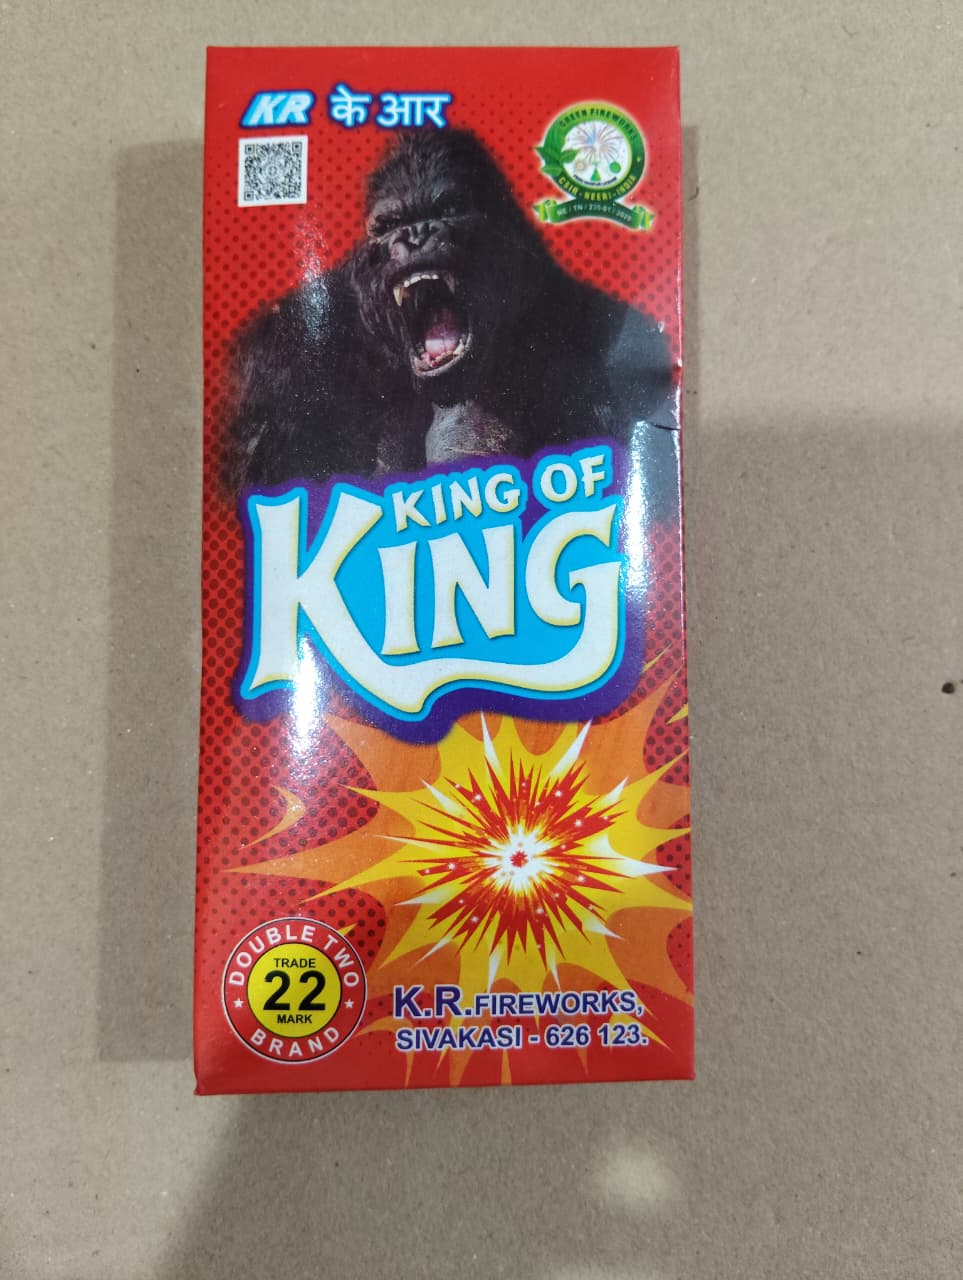 KR के आर
GREEN FIREWORKS
CSIR - NEERI - INDIA
KING OF
KING
DOUBLE TWO
TRADE
22
MARK
BRAND
K.R.FIREWORKS,
SIVAKASI - 626 123.